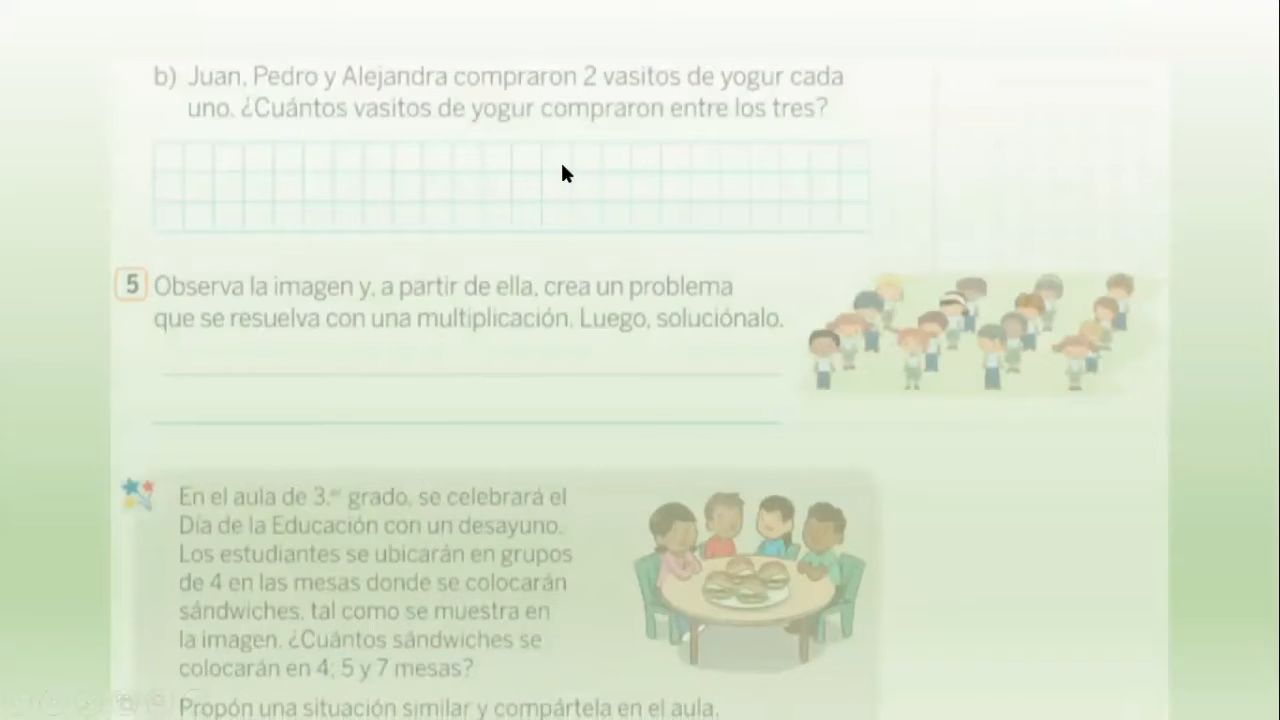 b) Juan, Pedro y Alejandra compraron 2 vasitos de yogur cada
uno. ¿Cuántos vasitos de yogur compraron entre los tres?
5 Observa la imagen y, a partir de ella, crea un problema
que se resuelva con una multiplicación. Luego, soluciónalo.
En el aula de 3.er grado, se celebrará el
Día de la Educación con un desayuno.
Los estudiantes se ubicarán en grupos
de 4 en las mesas donde se colocarán
sándwiches, tal como se muestra en
la imagen. ¿Cuántos sándwiches se
colocarán en 4; 5 y 7 mesas?
Propón una situación similar y compártela en el aula.